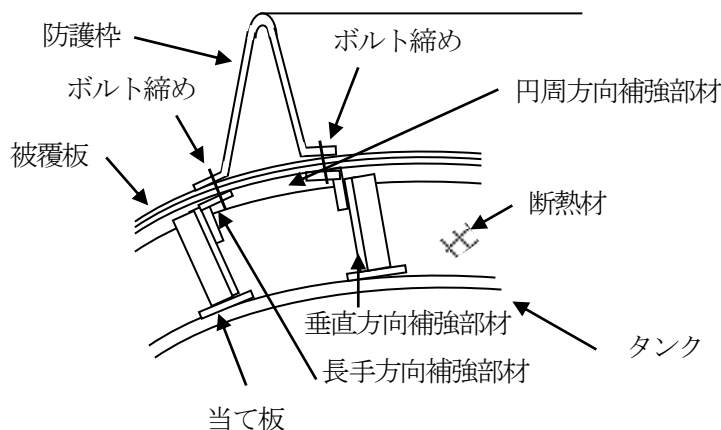 防護枠
ボルト締め
ボルト締め
円周方向補強部材
被覆板
断熱材
垂直方向補強部材
タンク
長手方向補強部材
当て板